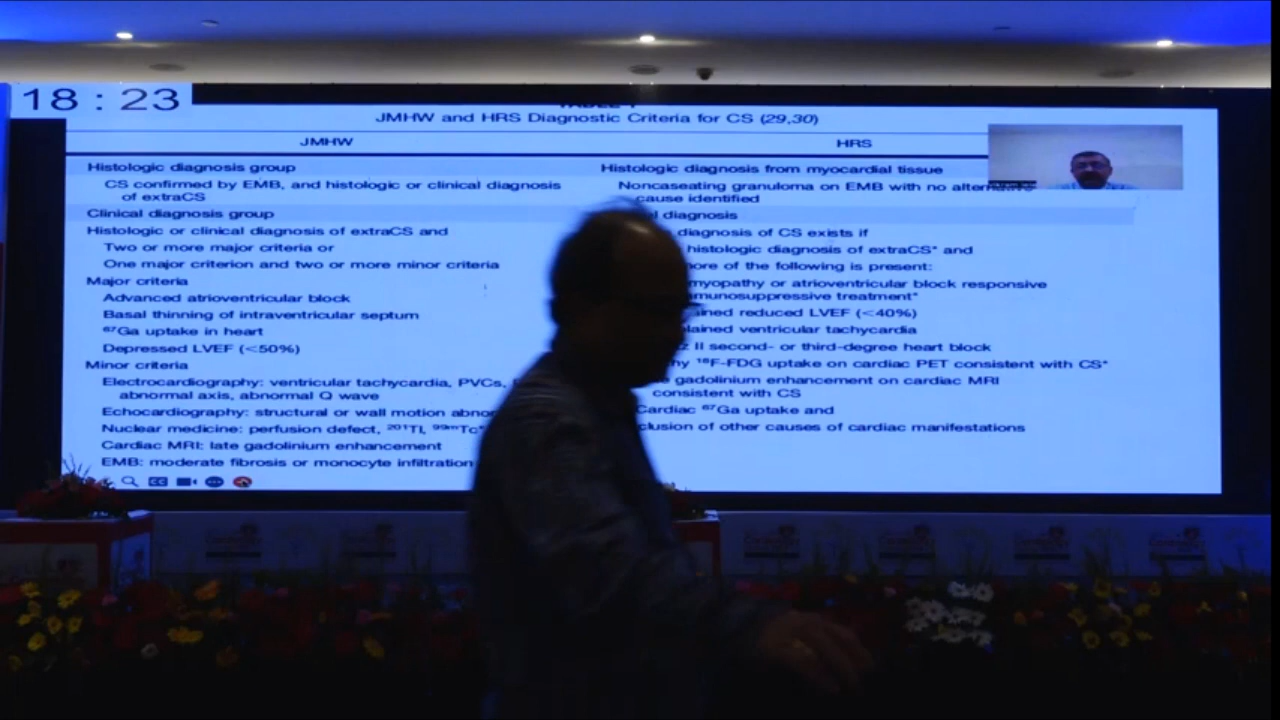 18 : 23
JMHW and HRS Diagnostic Criteria for CS (29,30)
JMHW
Histologic diagnosis group
CS confirmed by EMB, and histologic or clinical diagnosis
of extraCS
Clinical diagnosis group
Histologic or clinical diagnosis of extraCS and
Two or more major criteria or
One major criterion and two or more minor criteria
Major criteria
Advanced atrioventricular block
Basal thinning of intraventricular septum
⁶⁷Ga uptake in heart
Depressed LVEF (<50%)
Minor criteria
Electrocardiography: ventricular tachycardia, PVCs,
abnormal axis, abnormal Q wave
Echocardiography: structural or wall motion
Nuclear medicine: perfusion defect, ²⁰¹Tl, ⁹⁹ᵐTc
Cardiac MRI: late gadolinium enhancement
EMB: moderate fibrosis or monocyte infiltration
HRS
Histologic diagnosis from myocardial tissue
Noncaseating granuloma on EMB with no
cause identified
diagnosis
diagnosis of CS exists if
histologic diagnosis of extraCS* and
of the following is present:
or atrioventricular block responsive
treatment*
reduced LVEF (<40%)
ventricular tachycardia
II second- or third-degree heart block
¹⁸F-FDG uptake on cardiac PET consistent with CS*
gadolinium enhancement on cardiac MRI
consistent with CS
Cardiac ⁶⁷Ga uptake and
of other causes of cardiac manifestations
CC